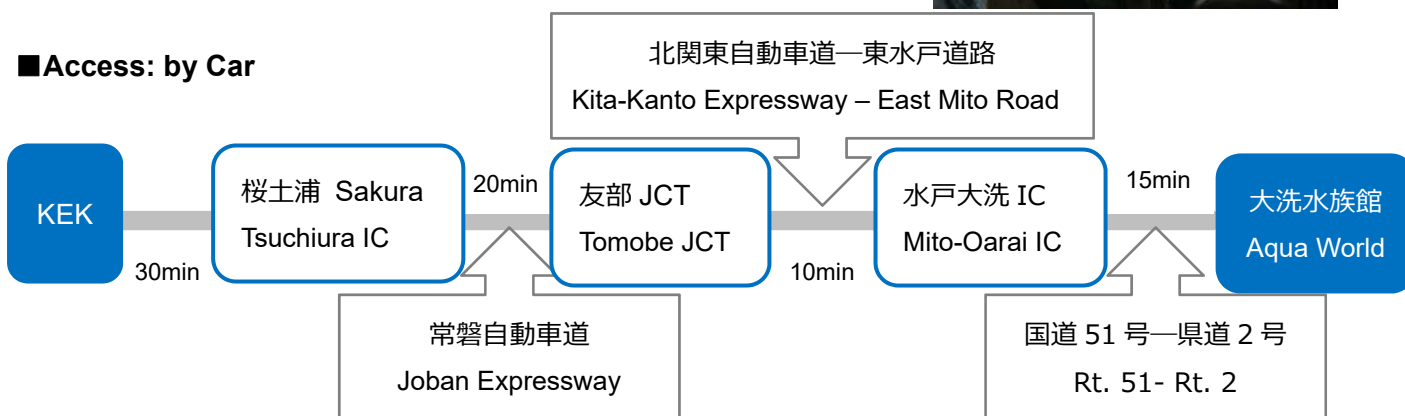 ■Access: by Car
北関東自動車道―東水戸道路
Kita-Kanto Expressway – East Mito Road
KEK
30min
桜土浦 Sakura
Tsuchiura IC
20min
友部 JCT
Tomobe JCT
10min
水戸大洗 IC
Mito-Oarai IC
15min
大洗水族館
Aqua World
常磐自動車道
Joban Expressway
国道 51 号―県道 2 号
Rt. 51- Rt. 2